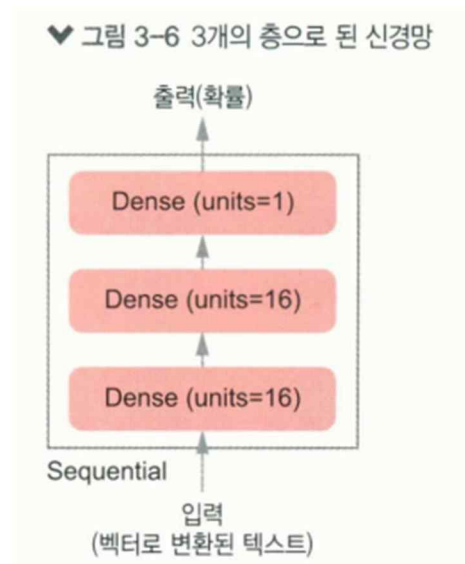 그림 3-6 3개의 층으로 된 신경망
출력(확률)
Dense (units=1)
Dense (units=16)
Dense (units=16)
Sequential
입력
(벡터로 변환된 텍스트)